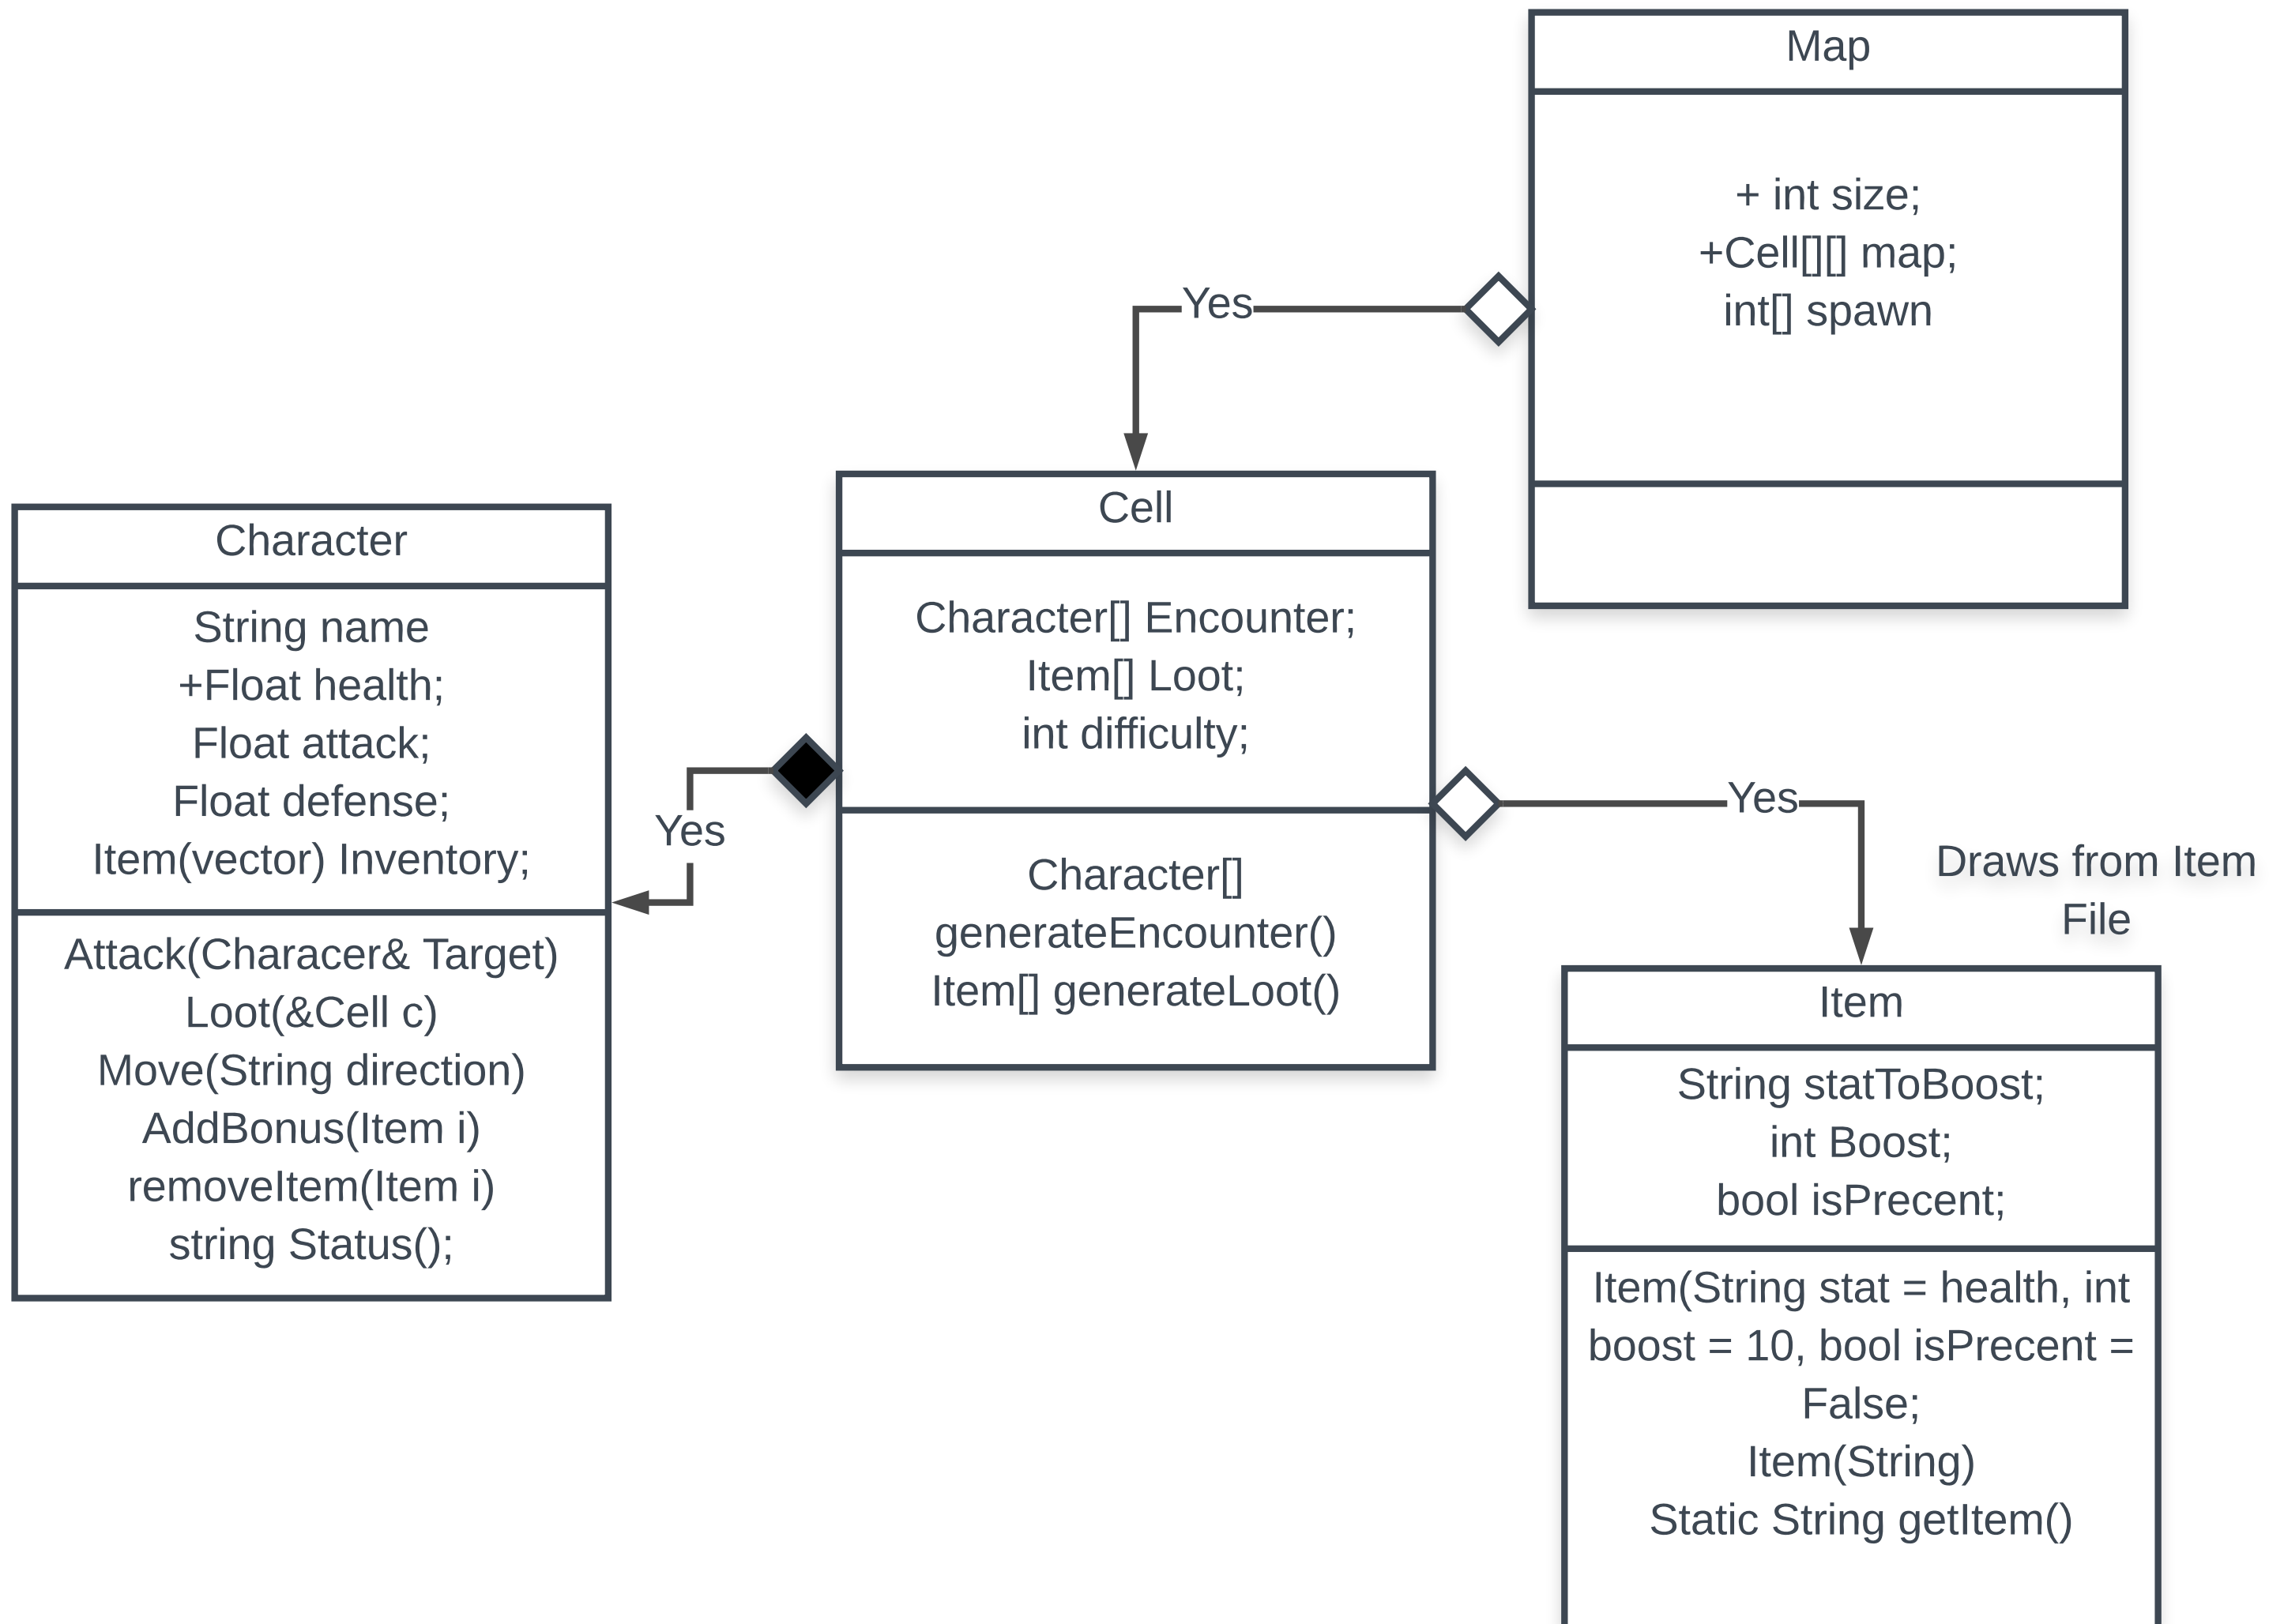 Map
+ int size;
+Cell[][] map;
int[] spawn
Yes
Cell
Character[] Encounter;
Item[] Loot;
int difficulty;
Character[]
generateEncounter()
Item[] generateLoot()
Character
String name
+Float health;
Float attack;
Float defense;
Item(vector) Inventory;
Attack(Characer& Target)
Loot(&Cell c)
Move(String direction)
AddBonus(Item i)
removeItem(Item i)
string Status();
Yes
Yes
Draws from Item
File
Item
String statToBoost;
int Boost;
bool isPrecent;
Item(String stat = health, int
boost = 10, bool isPrecent =
False;
Item(String)
Static String getItem()